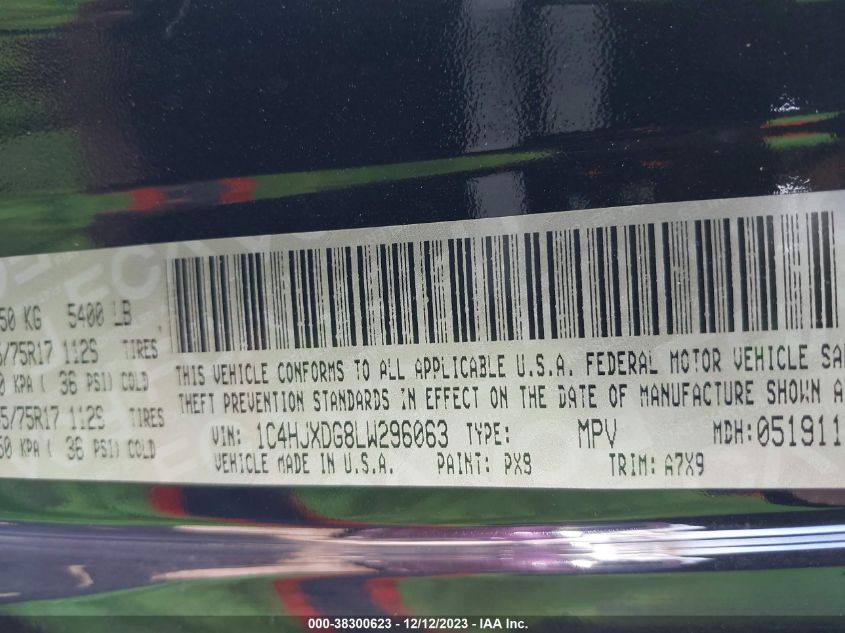 50 KG 5400 LB
5/75R17 112S TIRES
0 KPA ( 36 PSI) COLD
5/75R17 112S TIRES
50 KPA ( 36 PSI) COLD
THIS VEHICLE CONFORMS TO ALL APPLICABLE U.S.A. FEDERAL MOTOR VEHICLE SA
THEFT PREVENTION STANDARDS IN EFFECT ON THE DATE OF MANUFACTURE SHOWN A
VIN: 1C4HJXDG8LW296063 TYPE: MPV MDH:051911
VEHICLE MADE IN U.S.A. PAINT: PX9 TRIM: A7X9
000-38300623 - 12/12/2023 - IAA Inc.